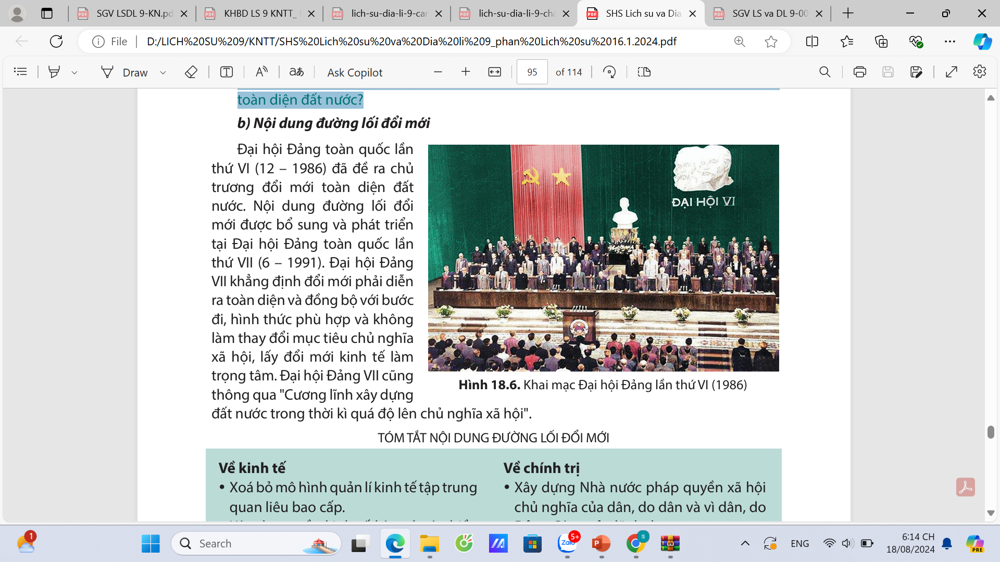 SGV LSDL 9-KN.pd
KHBD LS 9 KNTT_
lich-su-dia-li-9-can
lich-su-dia-li-9-cha
SHS Lich su va Dia
SGV LS va DL 9-00
File
D:/LICH%20SU%209/KNTT/SHS%20Lich%20su%20va%20Dia%20li%209_phan%20Lich%20su%2016.1.2024.pdf
Draw
Ask Copilot
95
of 114
toàn diện đất nước?
b) Nội dung đường lối đổi mới
Đại hội Đảng toàn quốc lần
thứ VI (12 – 1986) đã đề ra chủ
trương đổi mới toàn diện đất
nước. Nội dung đường lối đổi
mới được bổ sung và phát triển
tại Đại hội Đảng toàn quốc lần
thứ VII (6 – 1991). Đại hội Đảng
VII khẳng định đổi mới phải diễn
ra toàn diện và đồng bộ với bước
đi, hình thức phù hợp và không
làm thay đổi mục tiêu chủ nghĩa
xã hội, lấy đổi mới kinh tế làm
trọng tâm. Đại hội Đảng VII cũng
thông qua "Cương lĩnh xây dựng
đất nước trong thời kì quá độ lên chủ nghĩa xã hội".
ĐẠI HỘI VI
Hình 18.6. Khai mạc Đại hội Đảng lần thứ VI (1986)
TÓM TẮT NỘI DUNG ĐƯỜNG LỐI ĐỔI MỚI
Về kinh tế
• Xoá bỏ mô hình quản lí kinh tế tập trung
quan liêu bao cấp.
Về chính trị
• Xây dựng Nhà nước pháp quyền xã hội
chủ nghĩa của dân, do dân và vì dân, do
1
Search
Zalo
5+
ENG
6:14 CH
18/08/2024
PRE